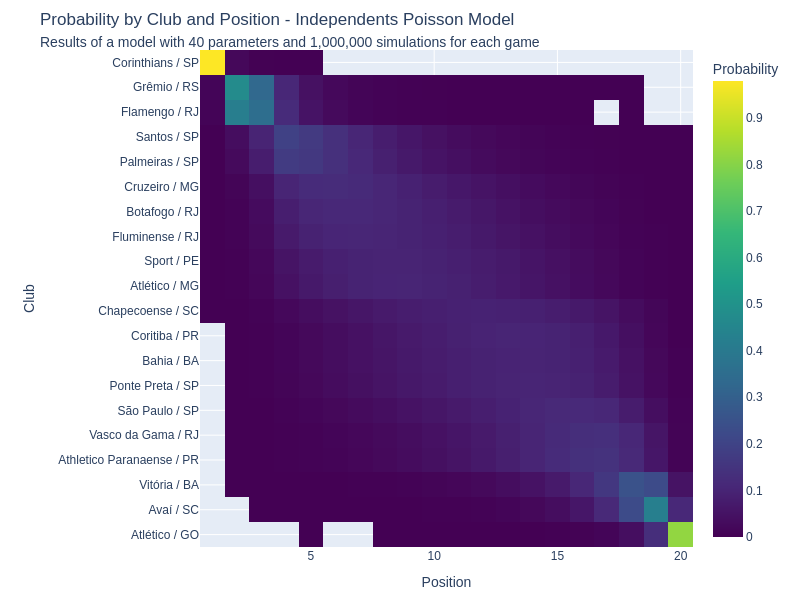 Probability by Club and Position - Independents Poisson Model
Results of a model with 40 parameters and 1,000,000 simulations for each game
Probability
Corinthians / SP
Grêmio / RS
Flamengo / RJ
Santos / SP
Palmeiras / SP
Cruzeiro / MG
Botafogo / RJ
Fluminense / RJ
Sport / PE
Atlético / MG
Chapecoense / SC
Coritiba / PR
Bahia / BA
Ponte Preta / SP
São Paulo / SP
Vasco da Gama / RJ
Athletico Paranaense / PR
Vitória / BA
Avaí / SC
Atlético / GO
Club
5
10
15
20
Position
0.9
0.8
0.7
0.6
0.5
0.4
0.3
0.2
0.1
0